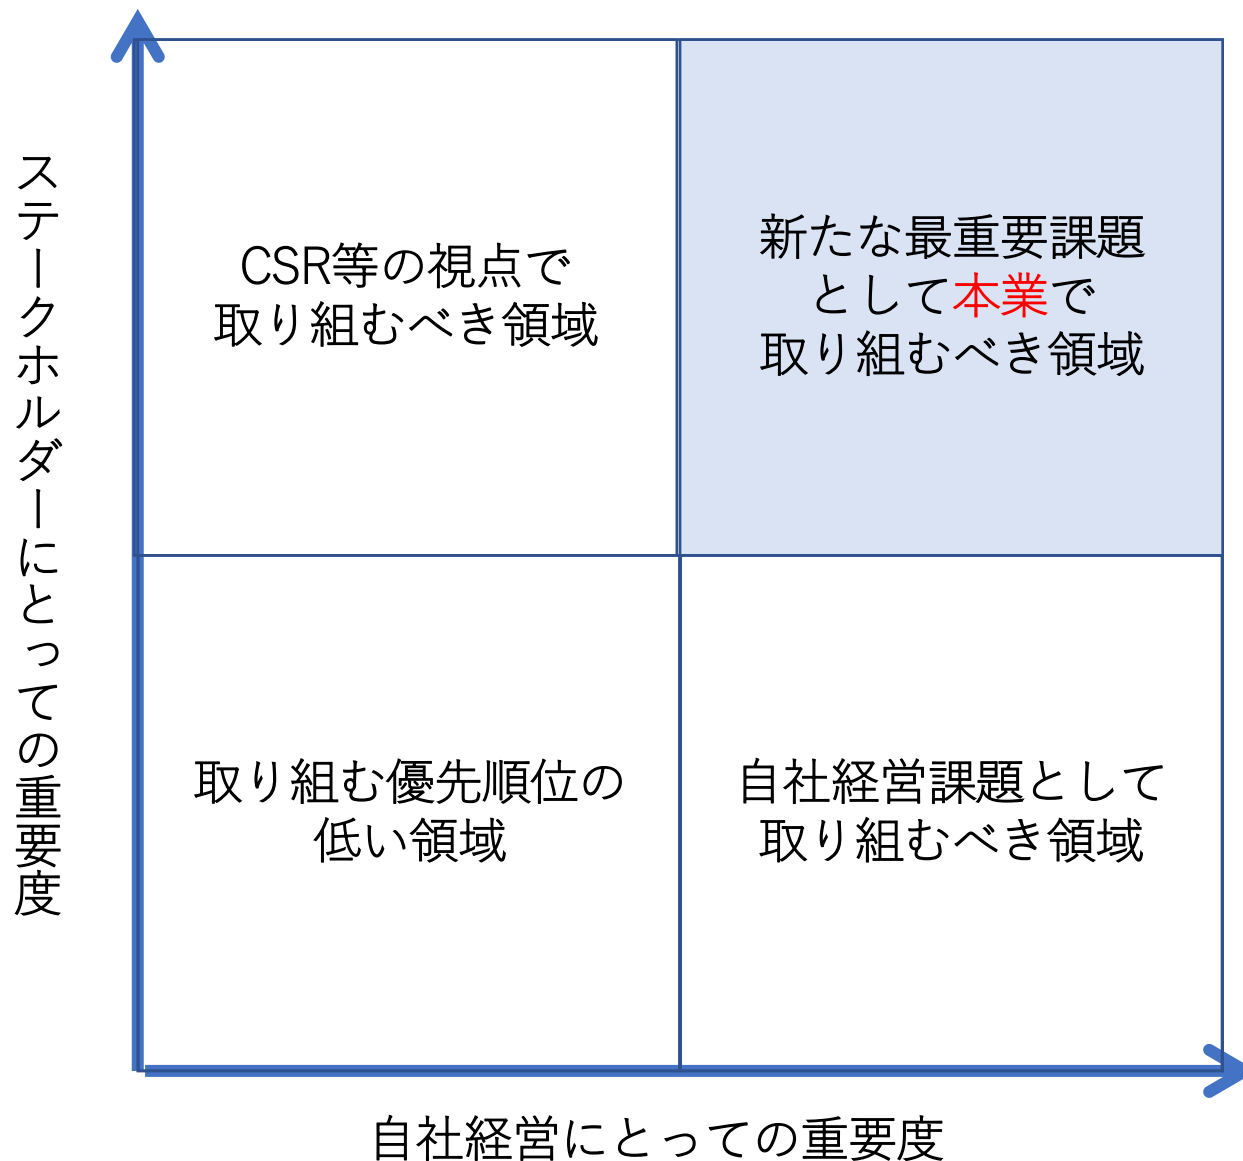 ステークホルダーにとっての重要度
CSR等の視点で
取り組むべき領域
新たな最重要課題
として本業で
取り組むべき領域
取り組む優先順位の
低い領域
自社経営課題として
取り組むべき領域
自社経営にとっての重要度